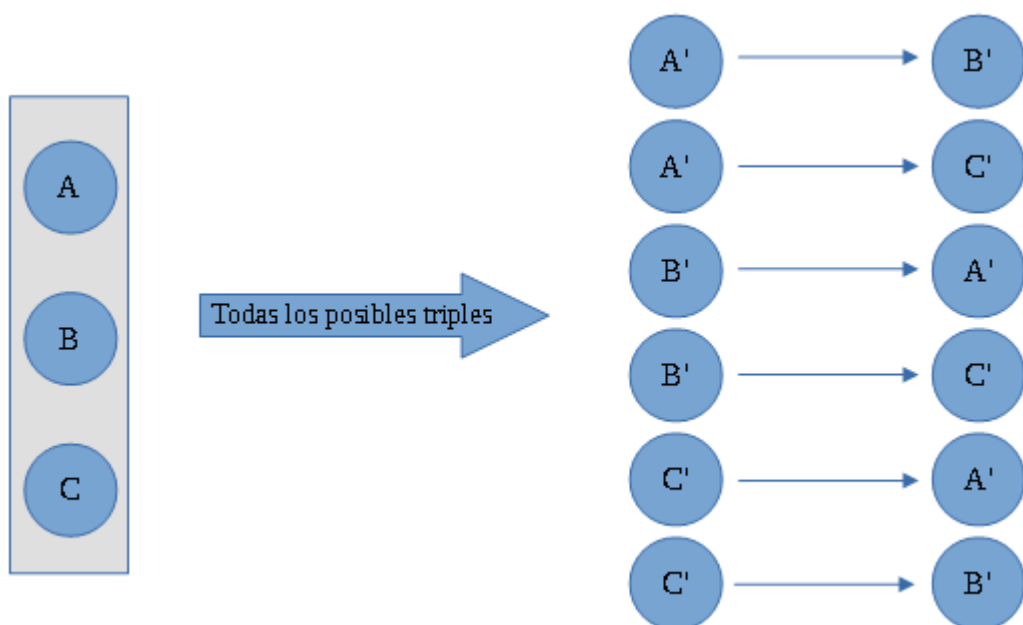 A
B
C
Todas los posibles triples
A' B'
A' C'
B' A'
B' C'
C' A'
C' B'